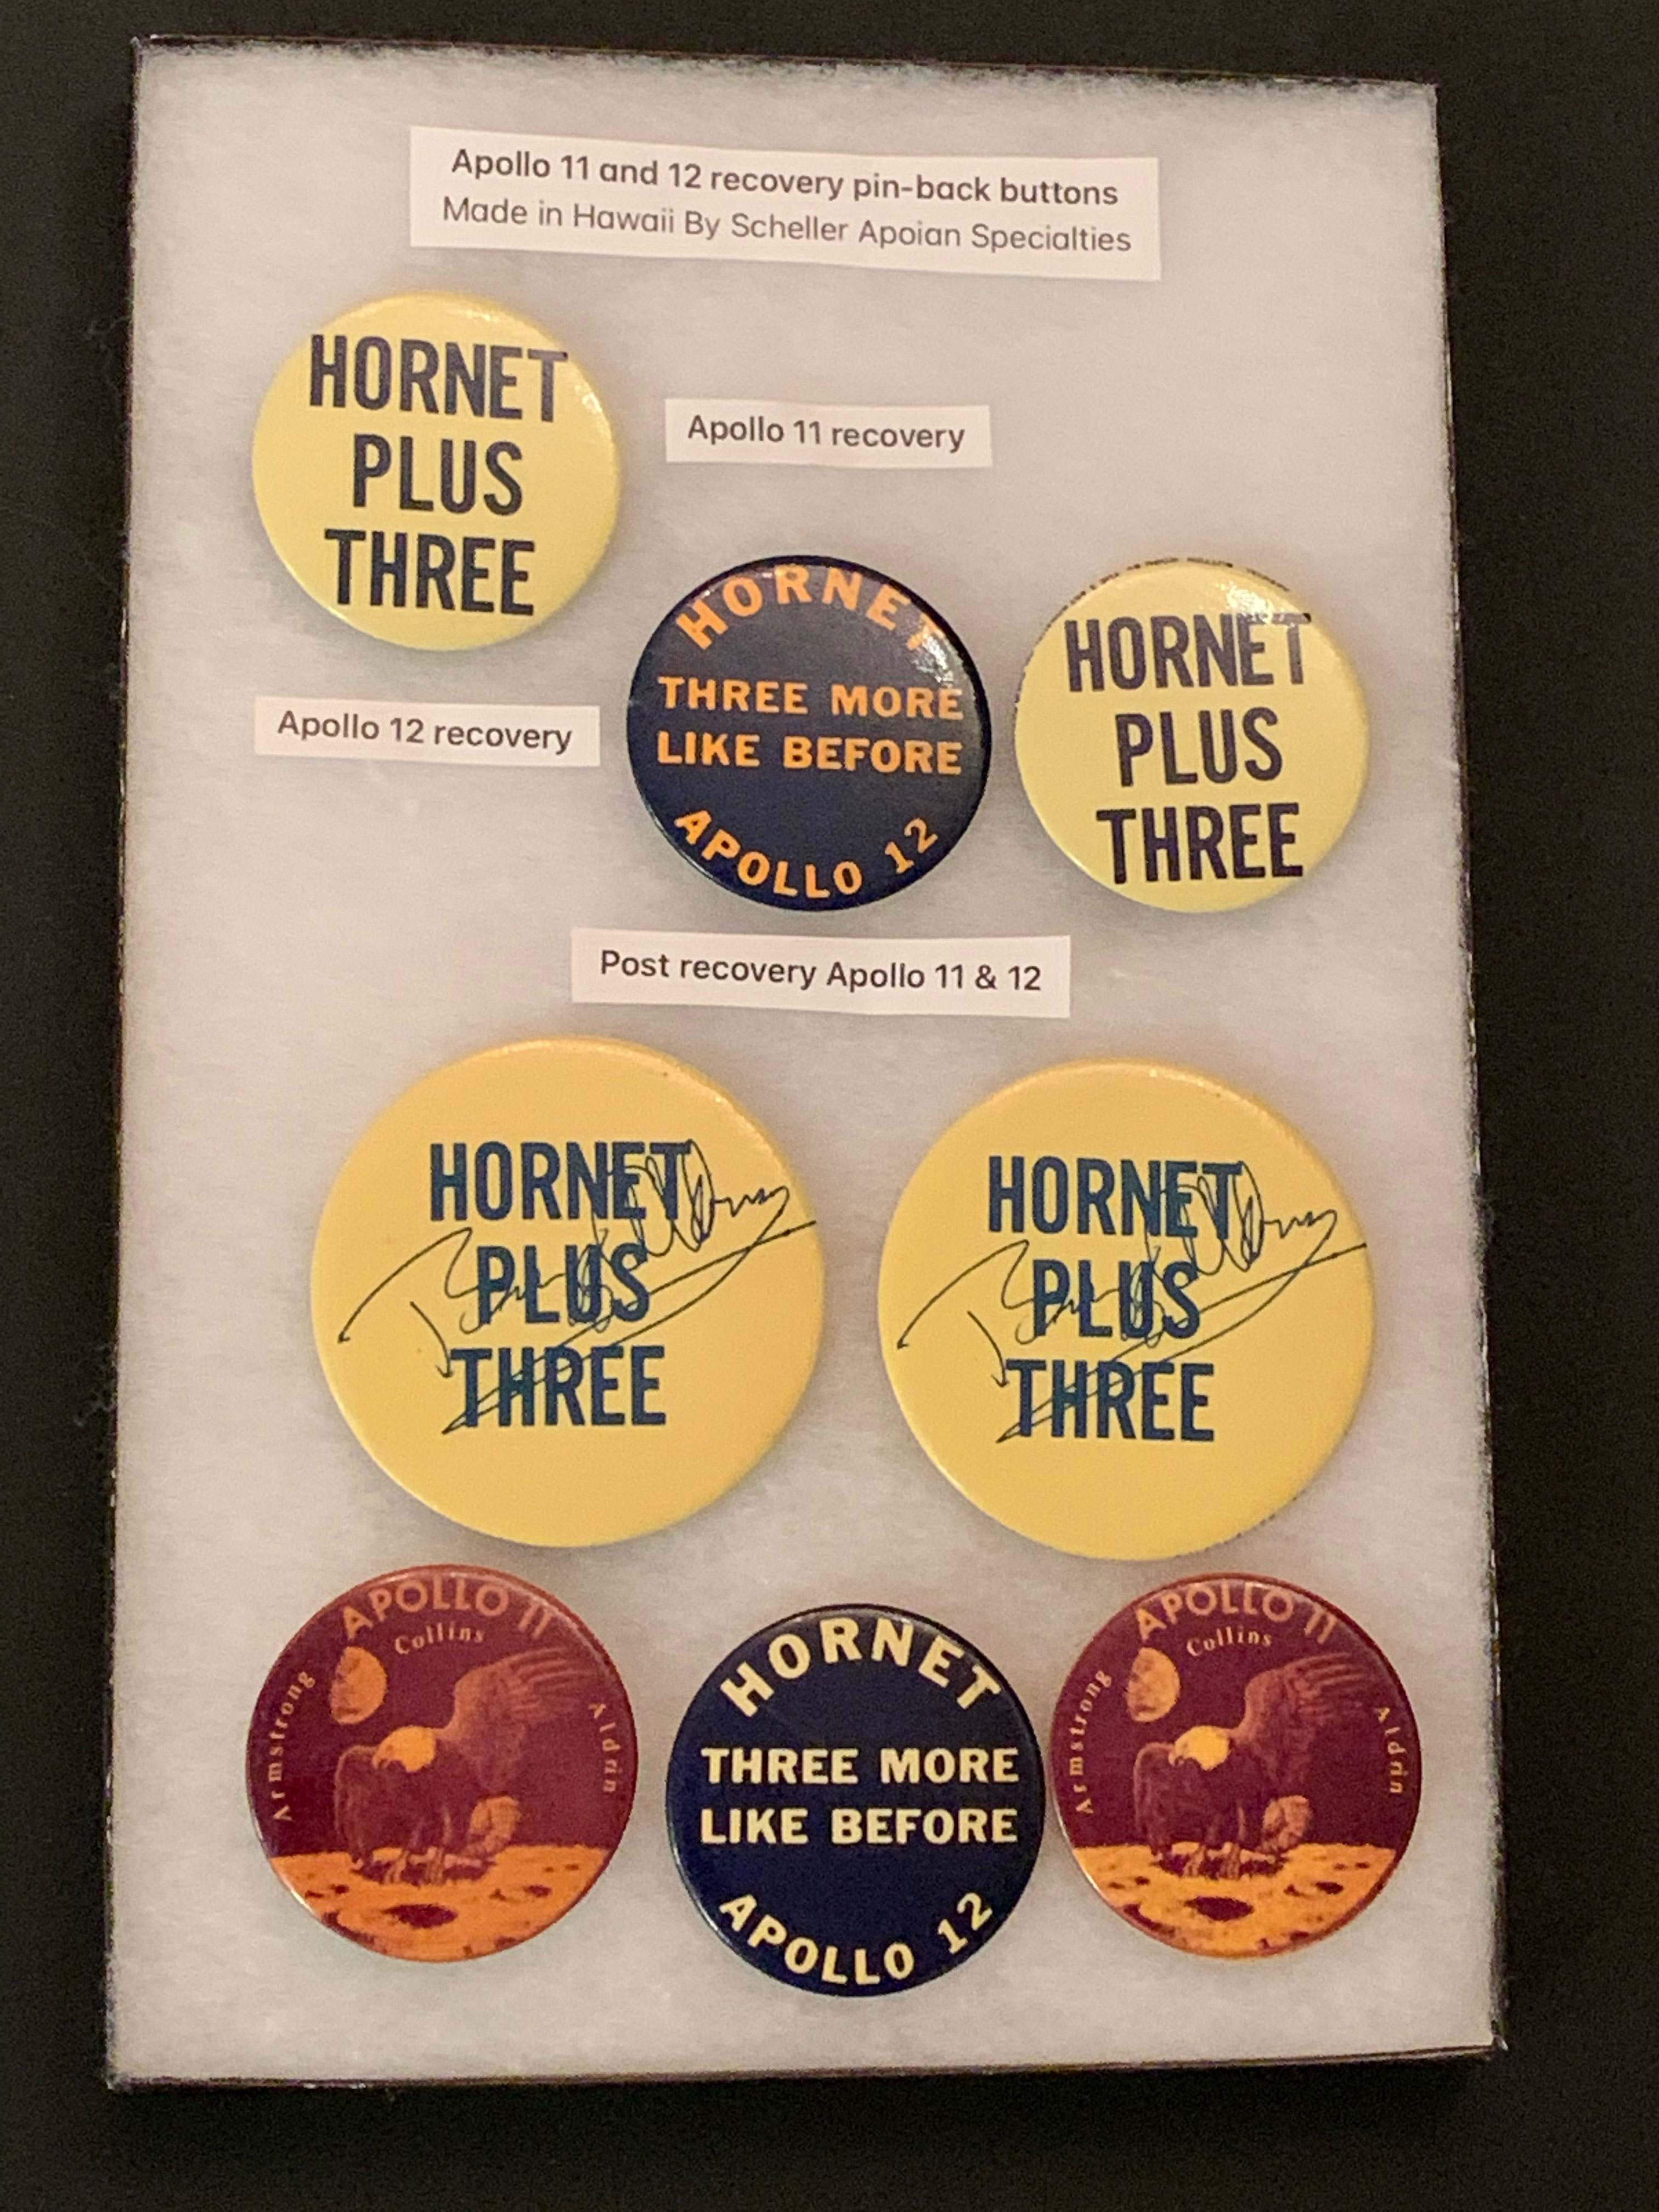 Apollo 11 and 12 recovery pin-back buttons
Made in Hawaii By Scheller Apoian Specialties
HORNET
PLUS
THREE
Apollo 11 recovery
Apollo 12 recovery
HORNET
THREE MORE
LIKE BEFORE
APOLLO 12
HORNET
PLUS
THREE
Post recovery Apollo 11 & 12
HORNET
PLUS
THREE
HORNET
PLUS
THREE
APOLLO 11
Collins
Armstrong
Aldrin
HORNET
THREE MORE
LIKE BEFORE
APOLLO 12
APOLLO 11
Collins
Armstrong
Aldrin